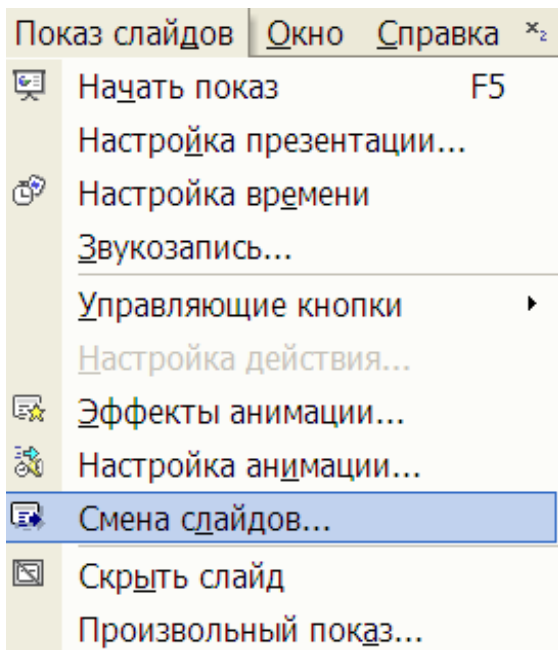 Показ слайдов Окно Справка x₂
Начать показ F5
Настройка презентации...
Настройка времени
Звукозапись...
Управляющие кнопки
Настройка действия...
Эффекты анимации...
Настройка анимации...
Смена слайдов...
Скрыть слайд
Произвольный показ...